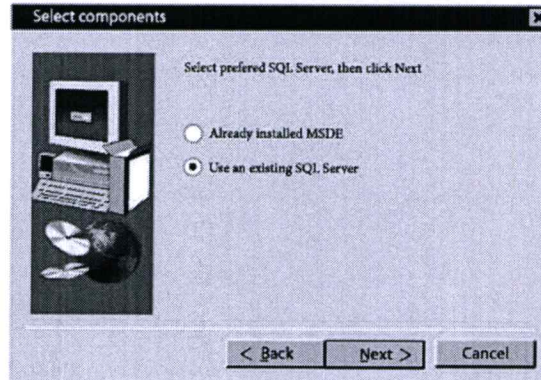 Select components
Select prefered SQL Server, then click Next
Already installed MSDE
Use an existing SQL Server
< Back
Next >
Cancel